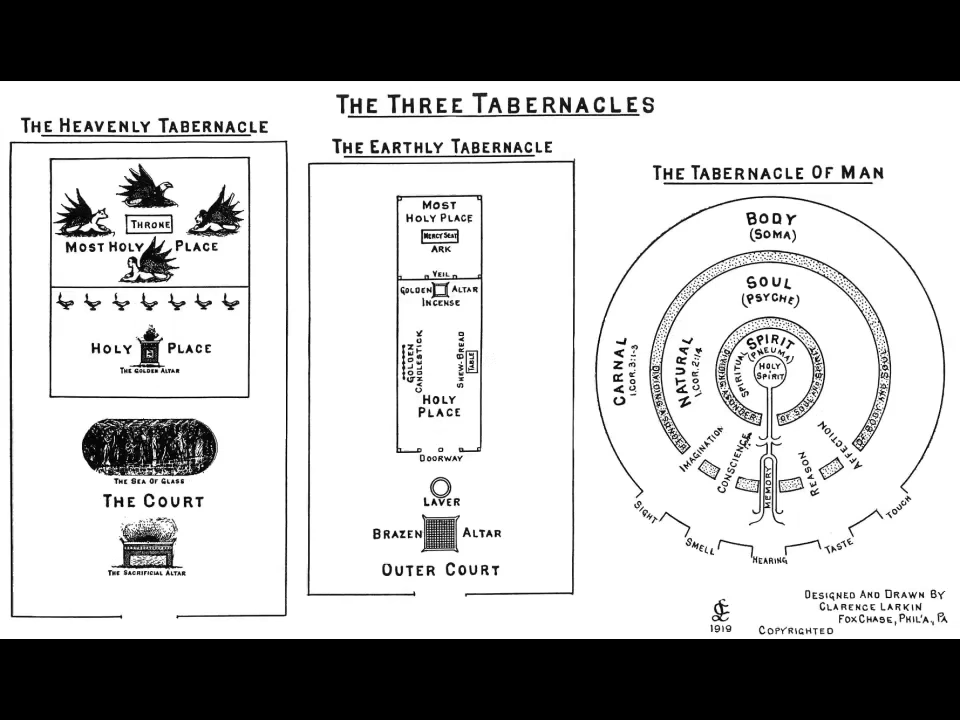 THE THREE TABERNACLES
THE HEAVENLY TABERNACLE
THRONE
MOST HOLY PLACE
HOLY PLACE
THE GOLDEN ALTAR
THE SEA OF GLASS
THE COURT
THE SACRIFICIAL ALTAR
THE EARTHLY TABERNACLE
MOST
HOLY PLACE
MERCY SEAT
ARK
VEIL
GOLDEN ALTAR
INCENSE
GOLDEN
CANDLESTICK
SHEW-BREAD
TABLE
HOLY
PLACE
DOORWAY
LAVER
BRAZEN ALTAR
OUTER COURT
THE TABERNACLE OF MAN
BODY
(SOMA)
SOUL
(PSYCHE)
SPIRIT
(PNEUMA)
HOLY
SPIRIT
SPIRITUAL
CARNAL
1.COR.3:1-3
NATURAL
1.COR.2:14
DIVIDING ASUNDER
OF SOUL AND SPIRIT
DIVIDING ASUNDER
OF BODY AND SOUL
IMAGINATION
CONSCIENCE
MEMORY
REASON
AFFECTION
SIGHT
SMELL
HEARING
TASTE
TOUCH
DESIGNED AND DRAWN BY
CLARENCE LARKIN
FOX CHASE, PHIL'A., PA
CL
1919
COPYRIGHTED